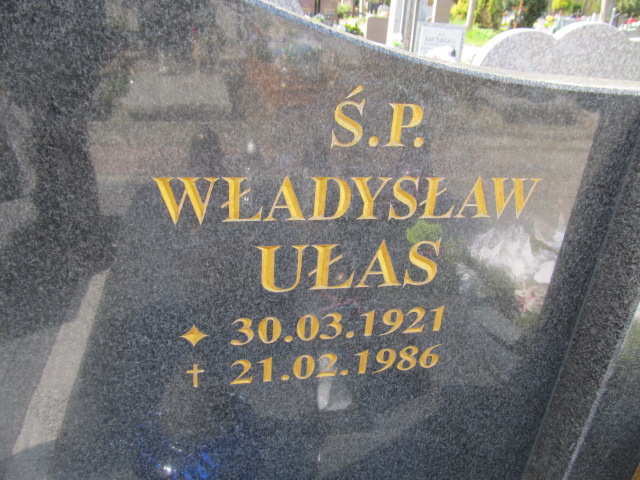 Ś.P.
WŁADYSŁAW
UŁAS
✦ 30.03.1921
✝ 21.02.1986